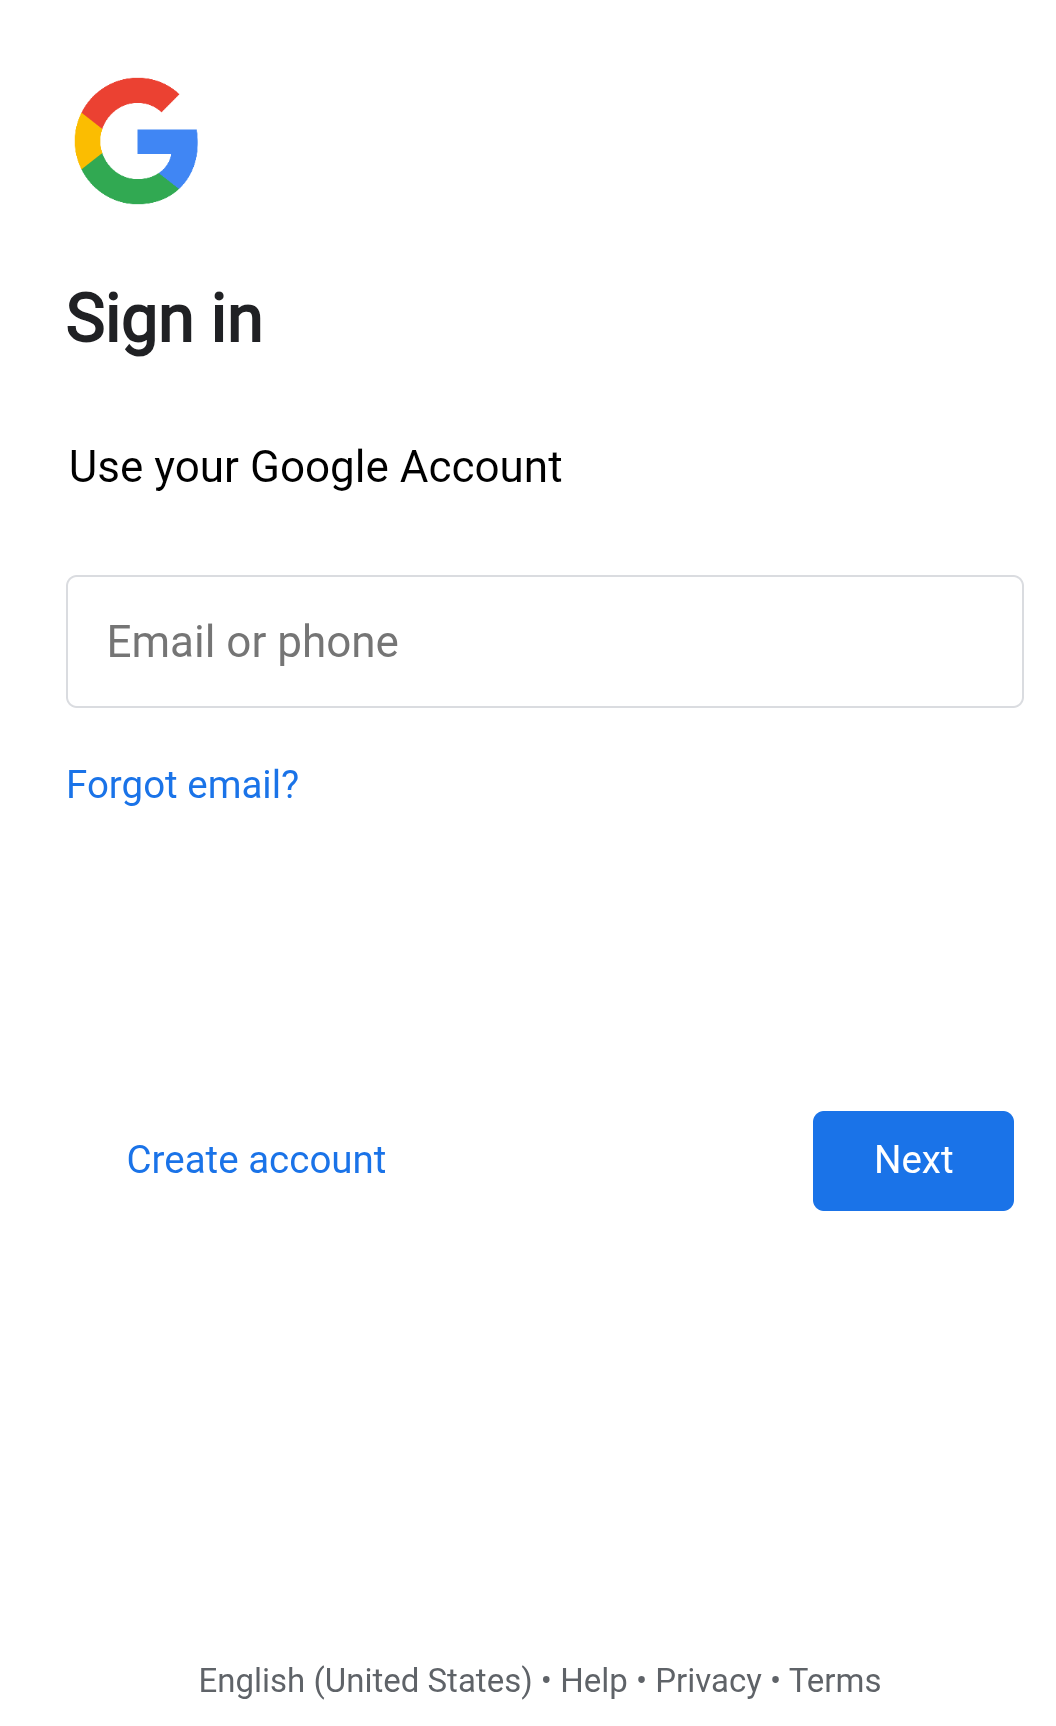 Sign in
Use your Google Account
Email or phone
Forgot email?
Create account
Next
English (United States) • Help • Privacy • Terms